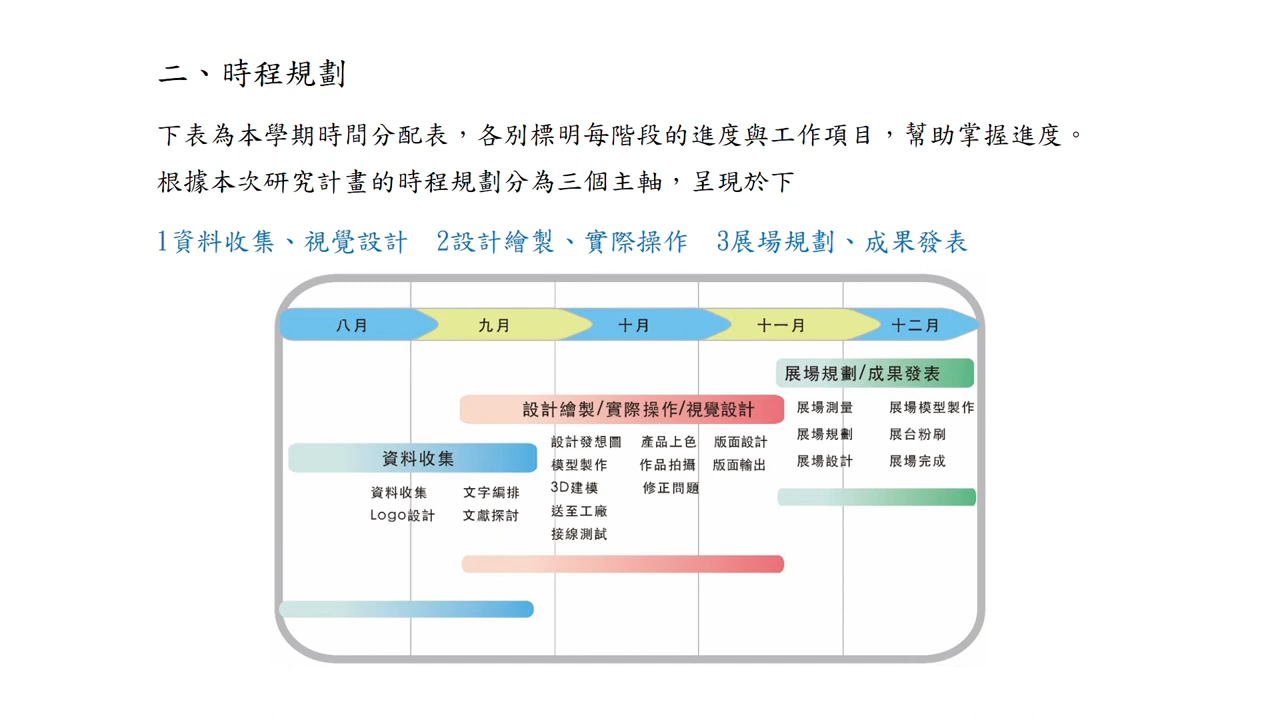 二、時程規劃
下表為本學期時間分配表，各別標明每階段的進度與工作項目，幫助掌握進度。
根據本次研究計畫的時程規劃分為三個主軸，呈現於下
1資料收集、視覺設計 2設計繪製、實際操作 3展場規劃、成果發表
八月 九月 十月 十一月 十二月
展場規劃/成果發表
展場測量 展場模型製作
展場規劃 展台粉刷
展場設計 展場完成
設計繪製/實際操作/視覺設計
設計發想圖 產品上色 版面設計
模型製作 作品拍攝 版面輸出
3D建模 修正問題
送至工廠
接線測試
資料收集
資料收集 文字編排
Logo設計 文獻探討